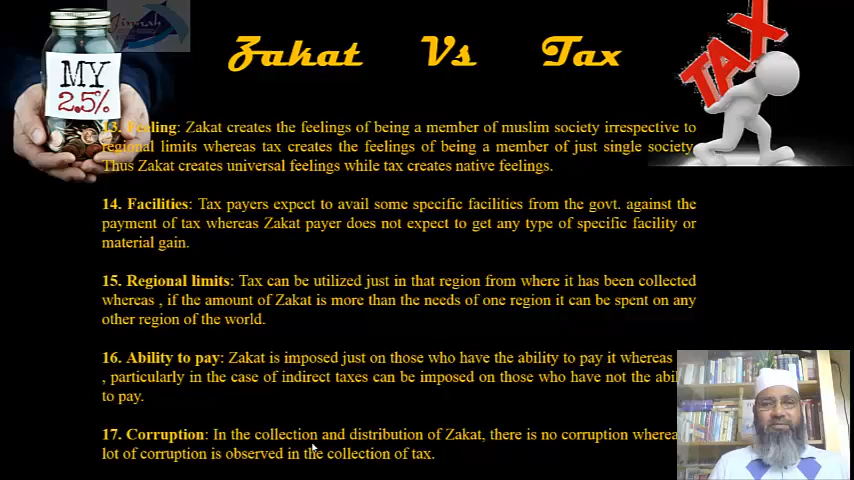 Jinnah
Zakat Vs Tax
MY
2.5%
TAX
13. Feeling: Zakat creates the feelings of being a member of muslim society irrespective to
regional limits whereas tax creates the feelings of being a member of just single society.
Thus Zakat creates universal feelings while tax creates native feelings.
14. Facilities: Tax payers expect to avail some specific facilities from the govt. against the
payment of tax whereas Zakat payer does not expect to get any type of specific facility or
material gain.
15. Regional limits: Tax can be utilized just in that region from where it has been collected
whereas , if the amount of Zakat is more than the needs of one region it can be spent on any
other region of the world.
16. Ability to pay: Zakat is imposed just on those who have the ability to pay it whereas
, particularly in the case of indirect taxes can be imposed on those who have not the abil
to pay.
17. Corruption: In the collection and distribution of Zakat, there is no corruption wherea
lot of corruption is observed in the collection of tax.